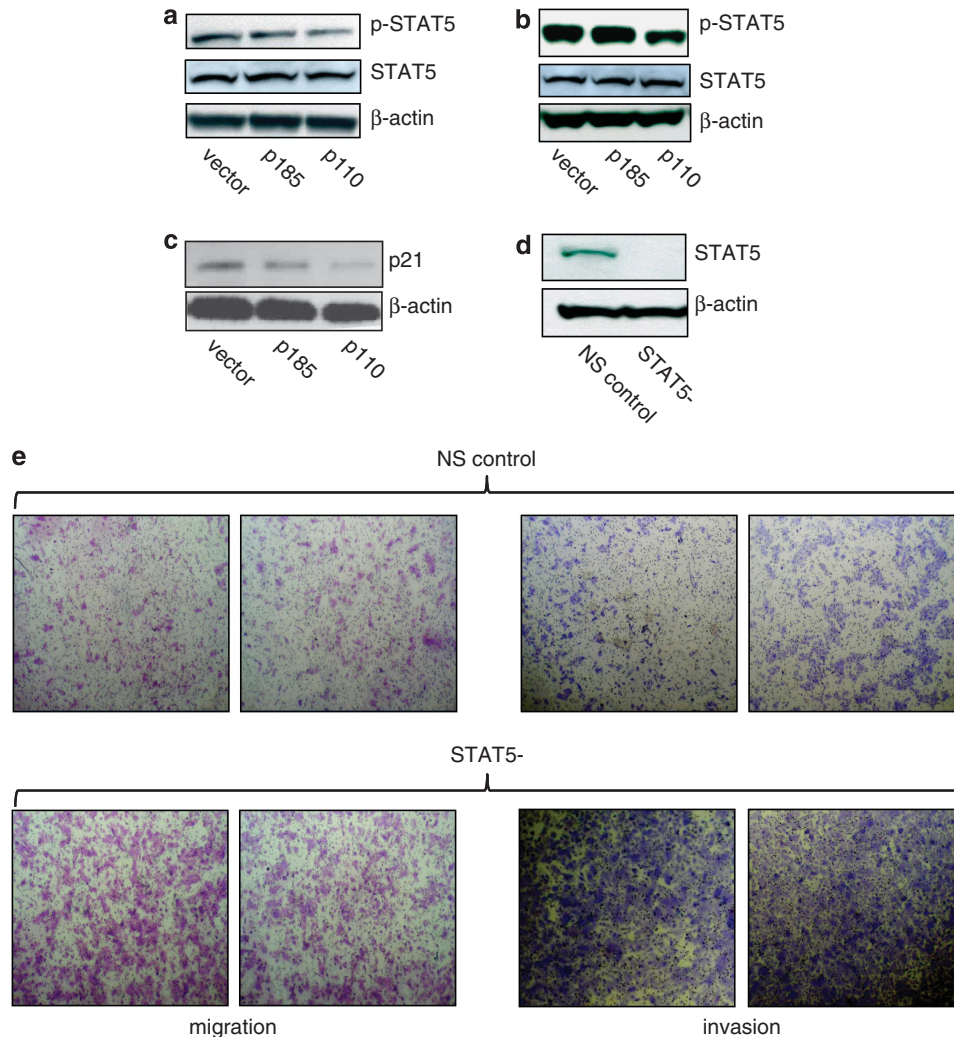 a
p-STAT5
STAT5
β-actin
vector
p185
p110
b
p-STAT5
STAT5
β-actin
vector
p185
p110
c
p21
β-actin
vector
p185
p110
d
STAT5
β-actin
NS control
STAT5-
e
NS control
STAT5-
migration
invasion